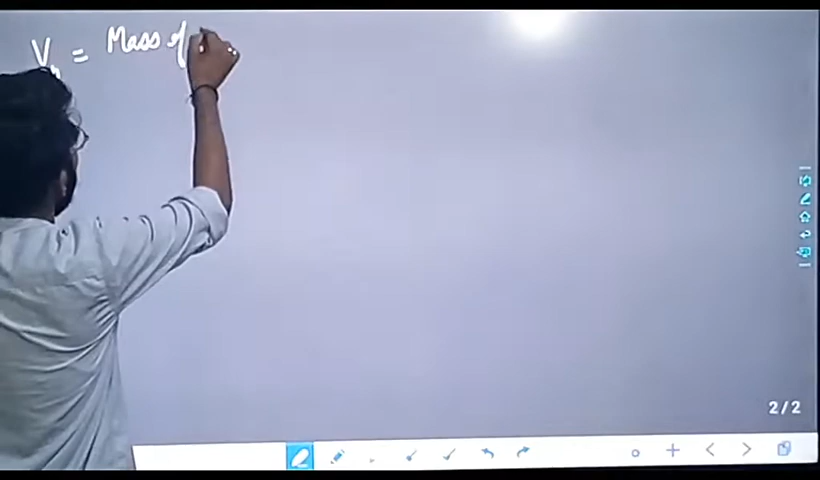 V = Mass of
2/2